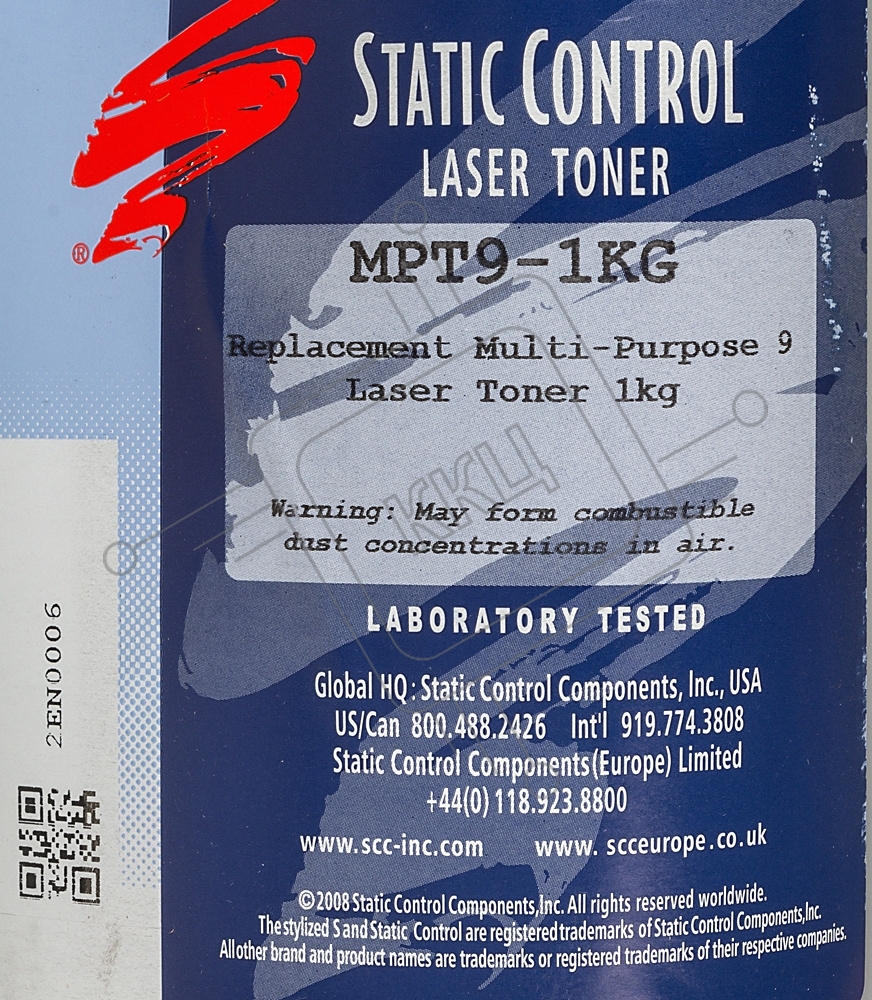 STATIC CONTROL
LASER TONER
®
MPT9-1KG
Replacement Multi-Purpose 9
Laser Toner 1kg
ККЦ
Warning: May form combustible
dust concentrations in air.
LABORATORY TESTED
2EN0006
Global HQ: Static Control Components, Inc., USA
US/Can 800.488.2426 Int'l 919.774.3808
Static Control Components(Europe) Limited
+44(0) 118.923.8800
www.scc-inc.com www. scceurope.co.uk
©2008 Static Control Components,Inc. All rights reserved worldwide.
The stylized S and Static Control are registered trademarks of Static Control Components,Inc.
All other brand and product names are trademarks or registered trademarks of their respective companies.